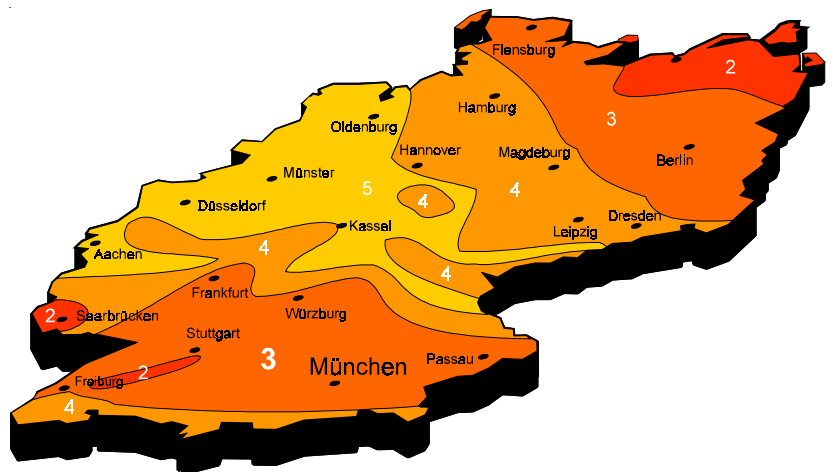 Flensburg
2
Hamburg
3
Oldenburg
Hannover
Magdeburg
Berlin
Münster
5
4
4
Düsseldorf
Kassel
Dresden
Leipzig
Aachen
4
4
Frankfurt
2
Saarbrücken
Würzburg
Stuttgart
3
München
Passau
2
Freiburg
4